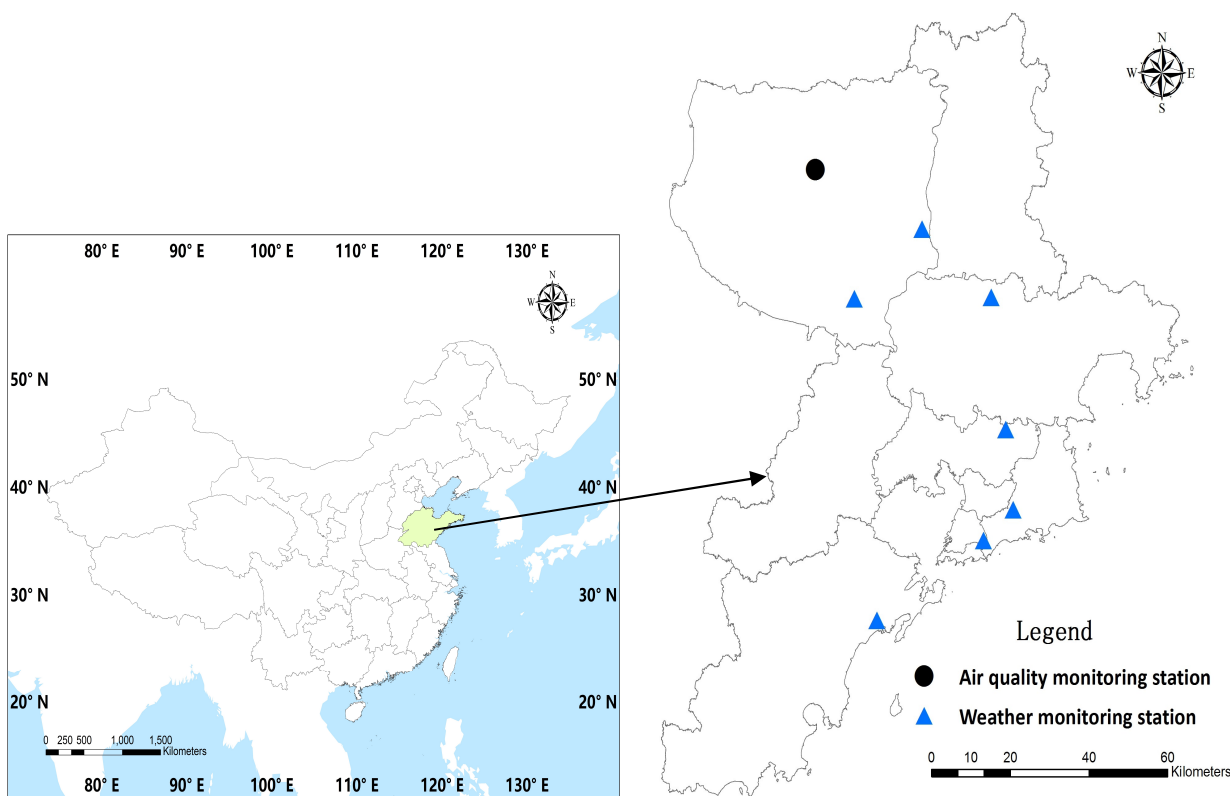 80° E 90° E 100° E 110° E 120° E 130° E
N
W E
S
50° N 50° N
40° N 40° N
30° N 30° N
20° N 20° N
0 250 500 1,000 1,500
Kilometers
80° E 90° E 100° E 110° E 120° E 130° E
N
W E
S
Legend
Air quality monitoring station
Weather monitoring station
0 10 20 40 60
Kilometers